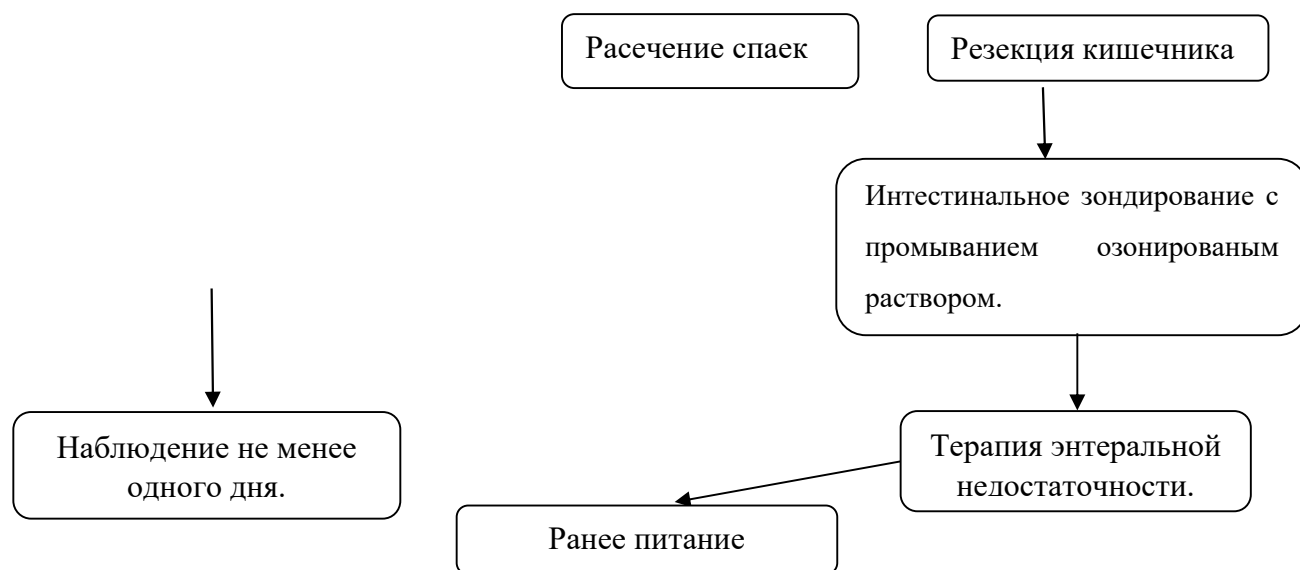 Расечение спаек
Резекция кишечника
Интестинальное зондирование с
промыванием озонированым
раствором.
Наблюдение не менее
одного дня.
Терапия энтеральной
недостаточности.
Ранее питание